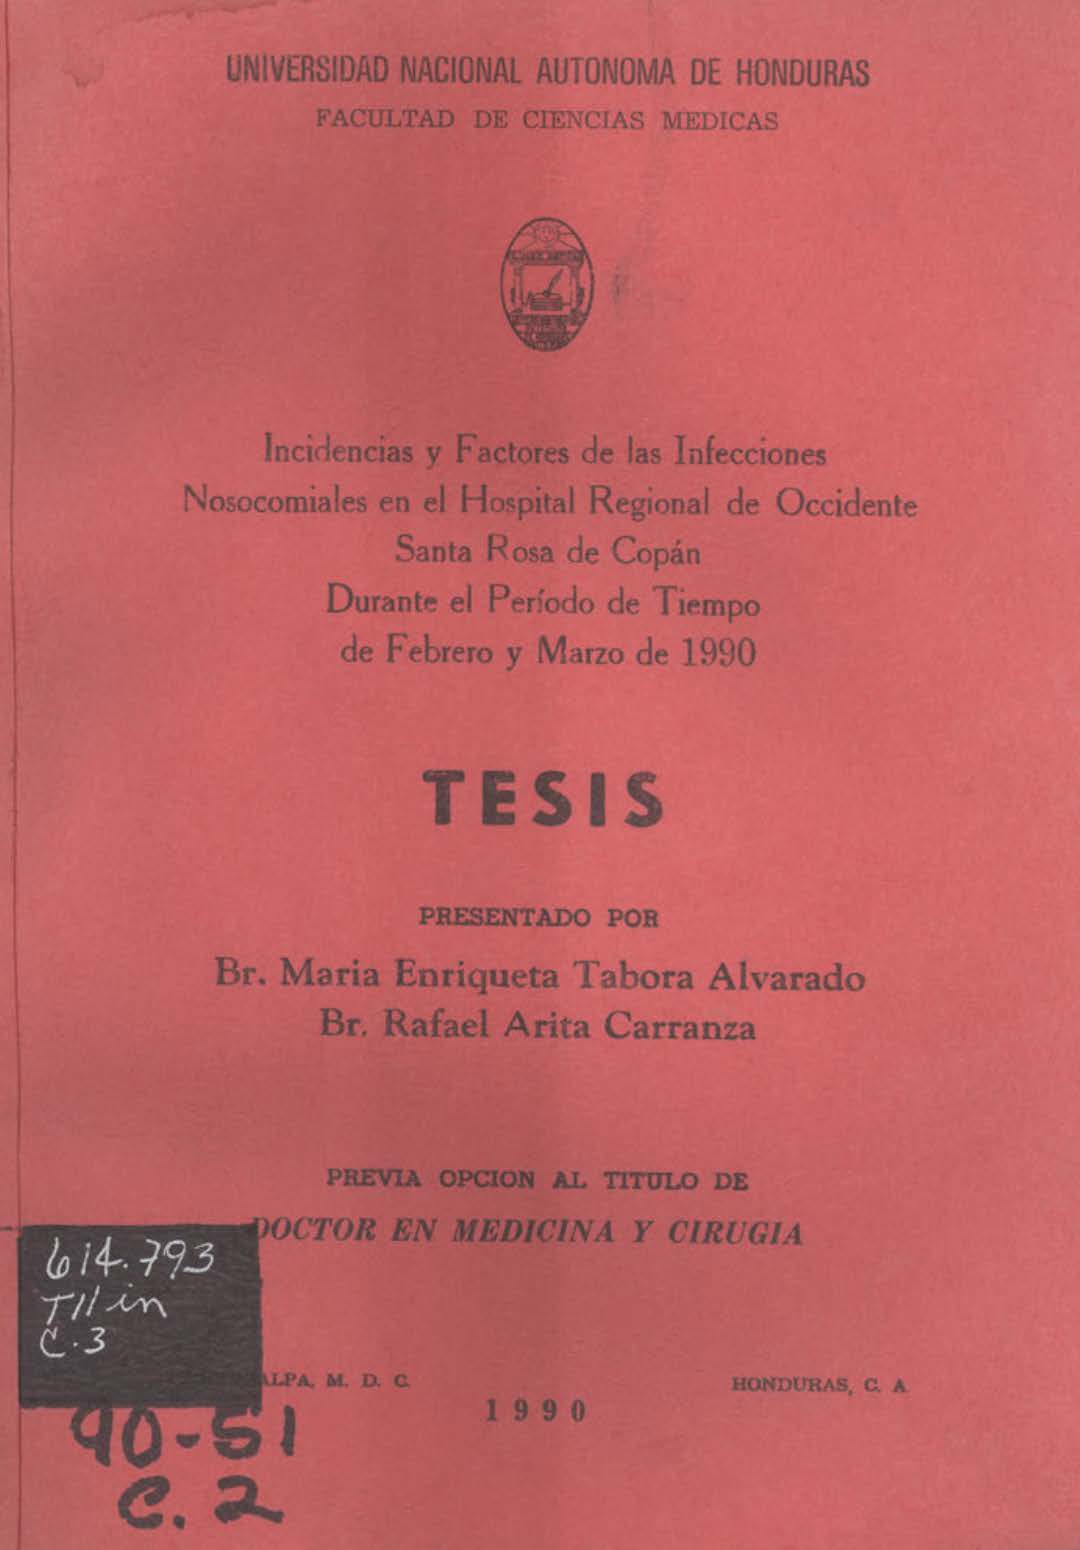 UNIVERSIDAD NACIONAL AUTONOMA DE HONDURAS
FACULTAD DE CIENCIAS MEDICAS
Incidencias y Factores de las Infecciones
Nosocomiales en el Hospital Regional de Occidente
Santa Rosa de Copán
Durante el Período de Tiempo
de Febrero y Marzo de 1990
TESIS
PRESENTADO POR
Br. Maria Enriqueta Tabora Alvarado
Br. Rafael Arita Carranza
PREVIA OPCION AL TITULO DE
DOCTOR EN MEDICINA Y CIRUGIA
614.793
T11in
C.3
ALPA, M. D. C.
HONDURAS, C. A
1990
90-51
C. 2